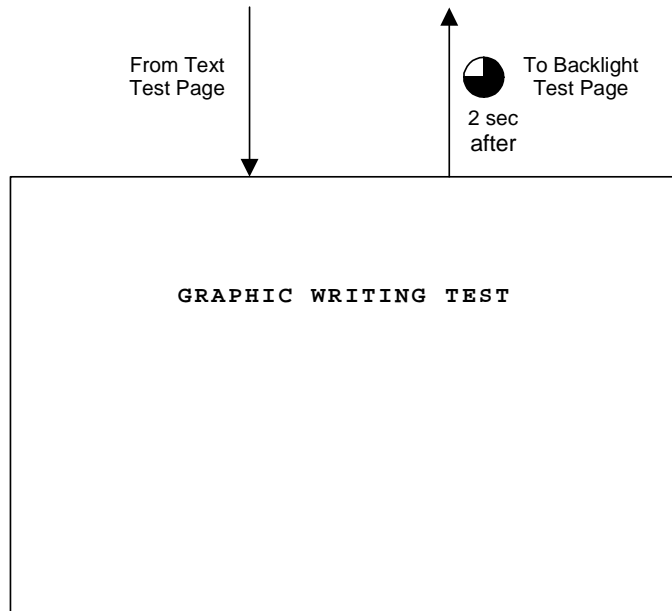 From Text
Test Page
To Backlight
Test Page
2 sec
after
GRAPHIC WRITING TEST